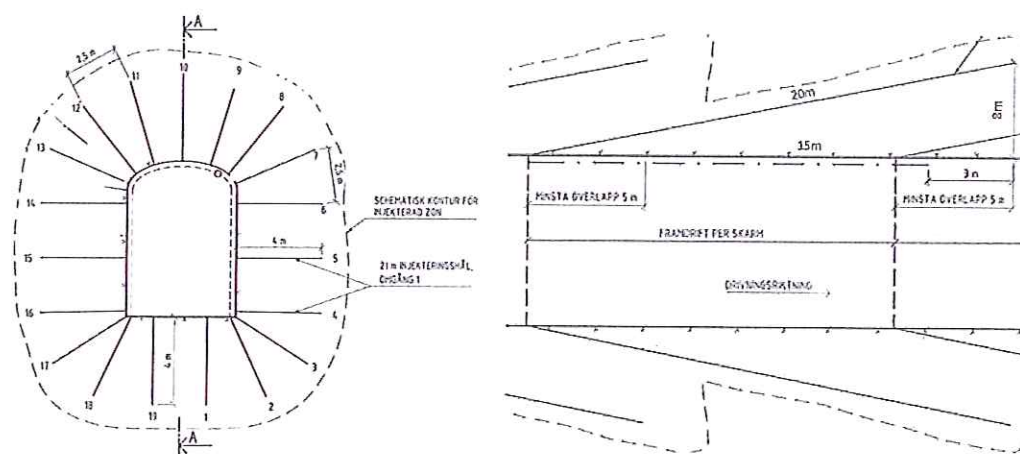 A
2,5 m
10
9
11
8
12
13
7
2,5 m
14
6
SCHEMATISK KONTUR FÖR
INJEKTERAD ZON
4 m
15
5
21 m INJEKTERINGSHÅL,
OMGÅNG 1
16
4
17
3
4 m
18
2
19
1
A
20m
15m
3 m
MINSTA ÖVERLAPP 5 m
MINSTA ÖVERLAPP 5 m
FRAMDRIFT PER SKÄRM
DRIVNINGSRIKTNING